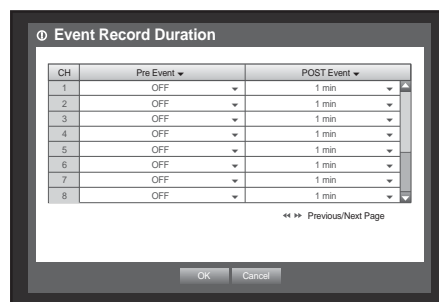 Event Record Duration
CH Pre Event POST Event
1 OFF 1 min
2 OFF 1 min
3 OFF 1 min
4 OFF 1 min
5 OFF 1 min
6 OFF 1 min
7 OFF 1 min
8 OFF 1 min
Previous/Next Page
OK Cancel